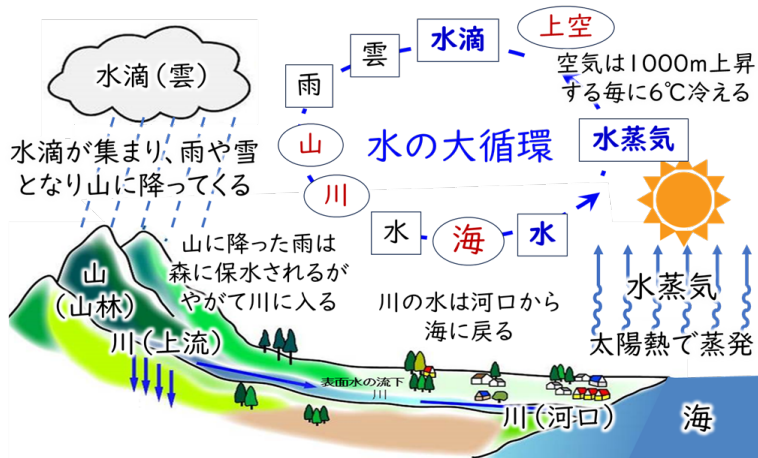 水滴（雲）
水滴が集まり、雨や雪
となり山に降ってくる
水の大循環
上空
水滴
雲
雨
山
川
水
海
水
水蒸気
空気は1000m上昇
する毎に6℃冷える
山に降った雨は
森に保水されるが
やがて川に入る
川の水は河口から
海に戻る
水蒸気
太陽熱で蒸発
山
（山林）
川（上流）
表面水の流下
川
川（河口）
海